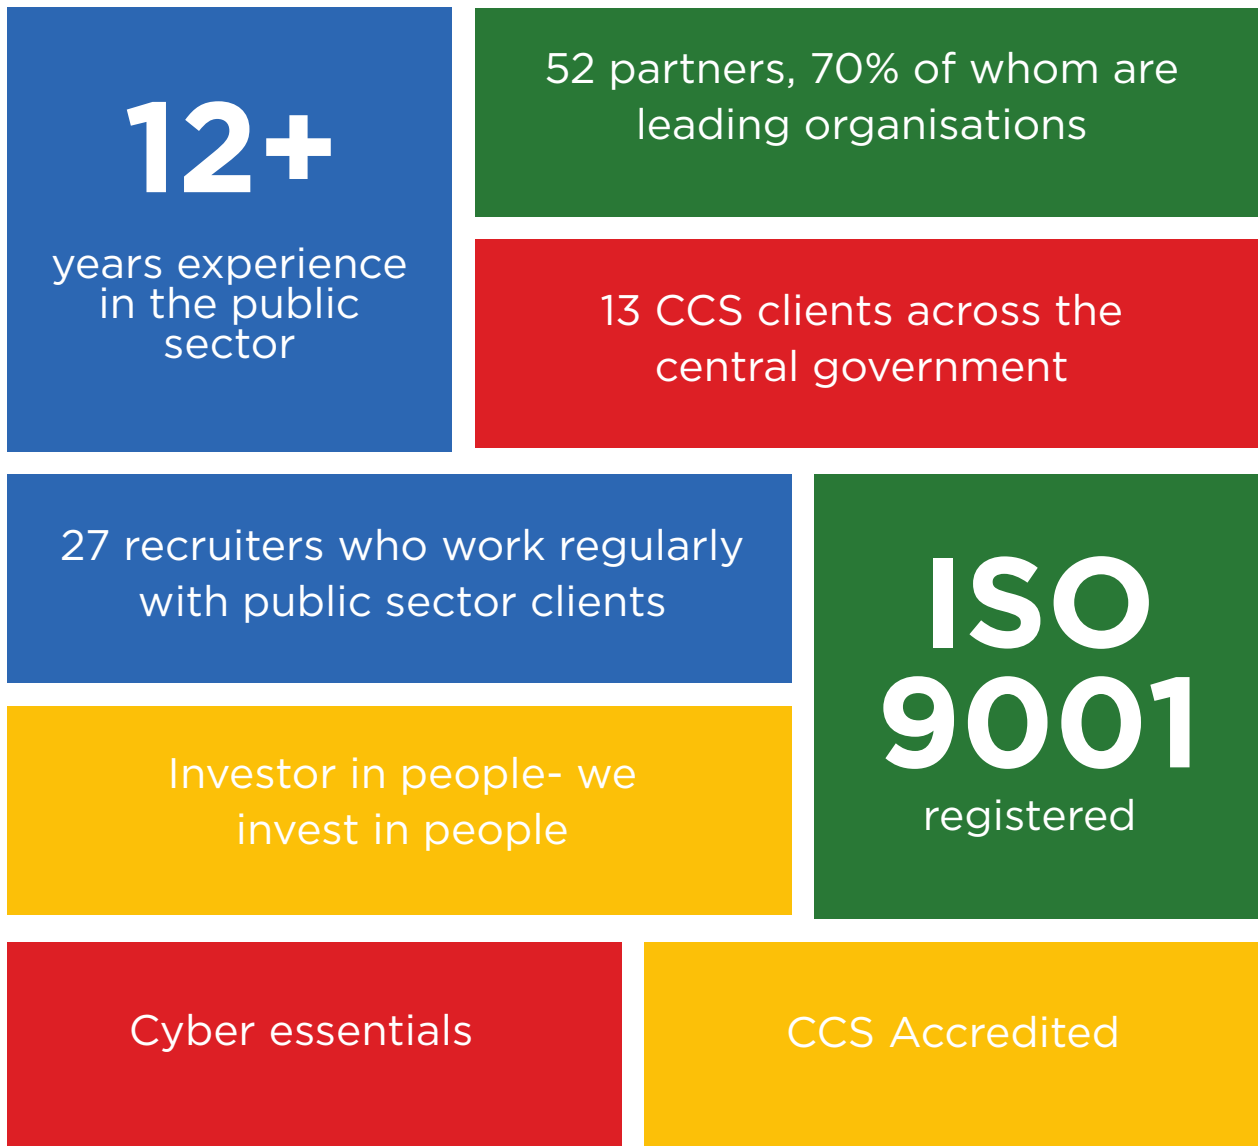 12+
years experience
in the public
sector
52 partners, 70% of whom are
leading organisations
13 CCS clients across the
central government
27 recruiters who work regularly
with public sector clients
ISO
9001
registered
Investor in people- we
invest in people
Cyber essentials
CCS Accredited